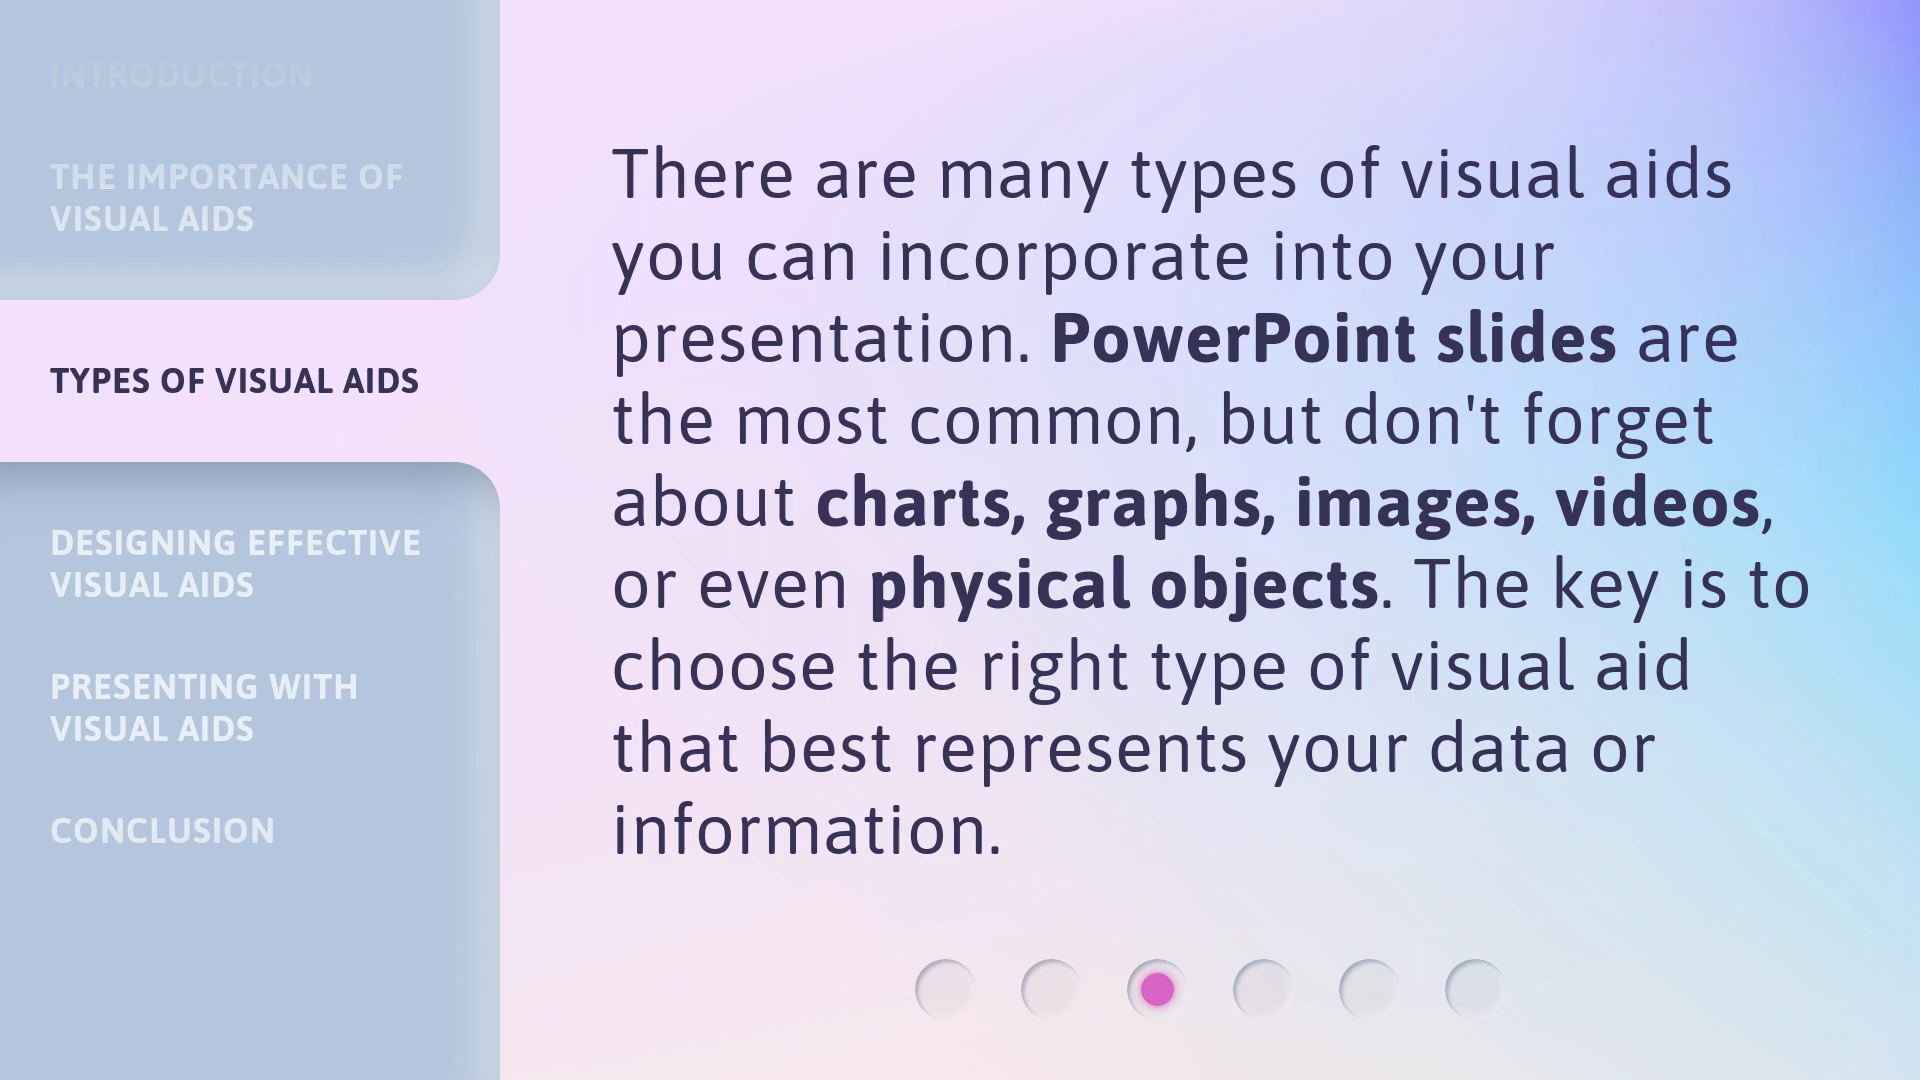 INTRODUCTION
THE IMPORTANCE OF
VISUAL AIDS
TYPES OF VISUAL AIDS
DESIGNING EFFECTIVE
VISUAL AIDS
PRESENTING WITH
VISUAL AIDS
CONCLUSION
There are many types of visual aids
you can incorporate into your
presentation. PowerPoint slides are
the most common, but don't forget
about charts, graphs, images, videos,
or even physical objects. The key is to
choose the right type of visual aid
that best represents your data or
information.